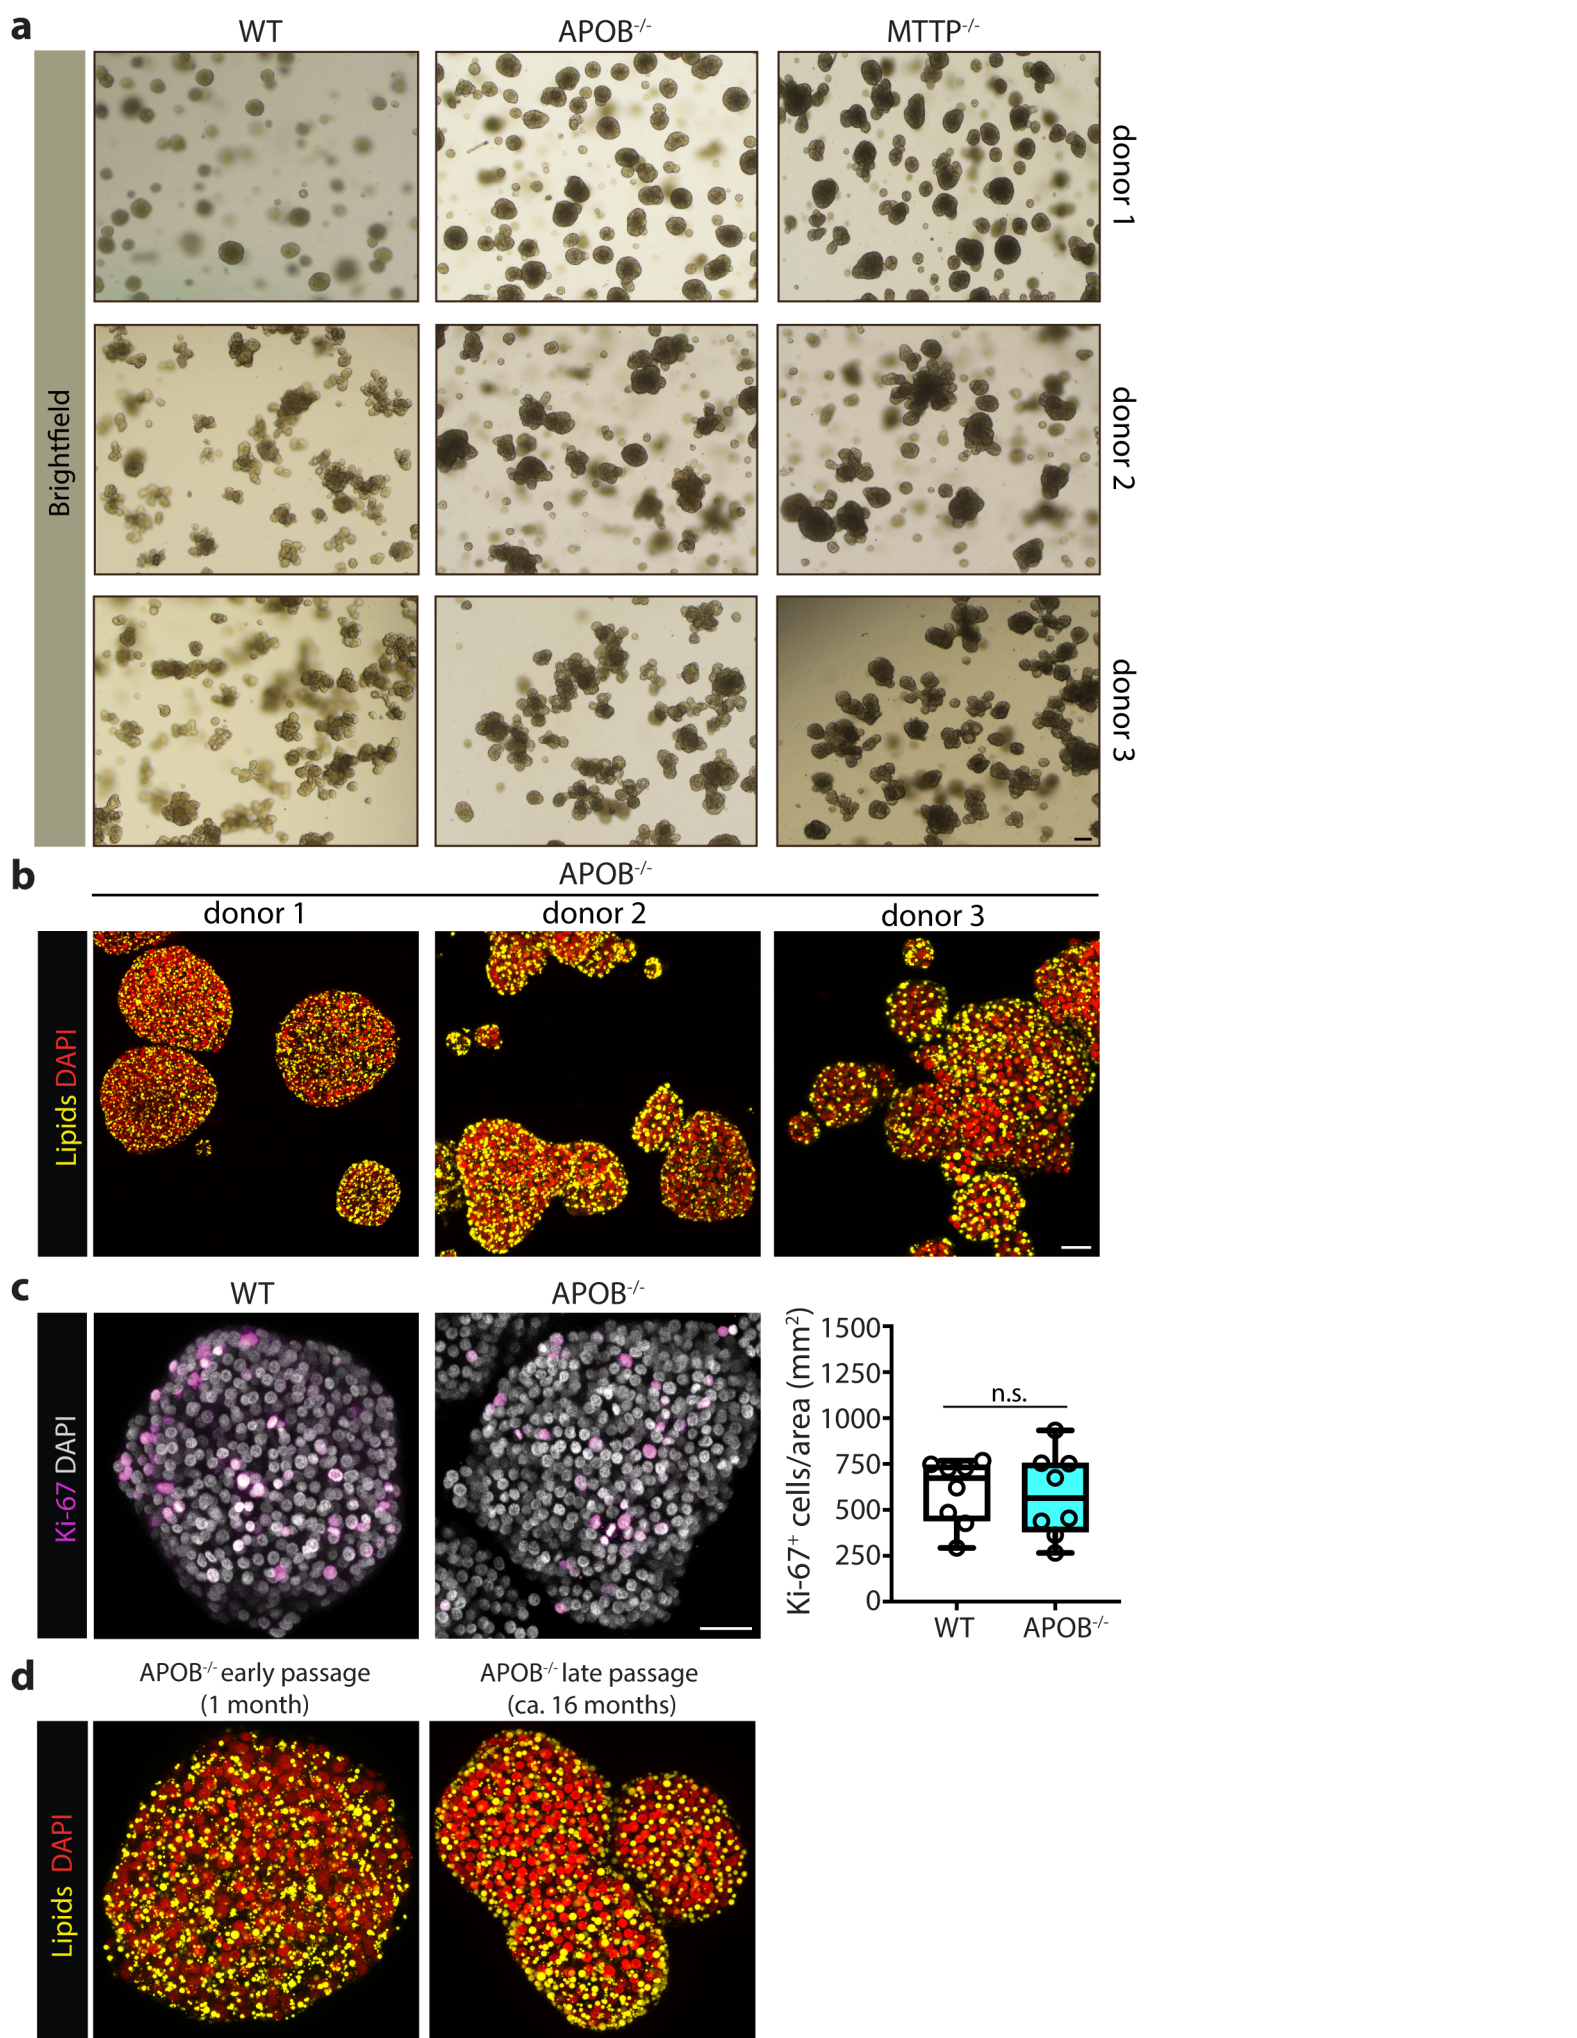 a
WT
APOB-/-
MTTP-/-
Brightfield
donor 1
donor 2
donor 3
b
APOB-/-
donor 1
donor 2
donor 3
Lipids DAPI
c
WT
APOB-/-
Ki-67 DAPI
Ki-67+ cells/area (mm2)
1500
1250
1000
750
500
250
0
n.s.
WT
APOB-/-
d
APOB-/- early passage
(1 month)
APOB-/- late passage
(ca. 16 months)
Lipids DAPI